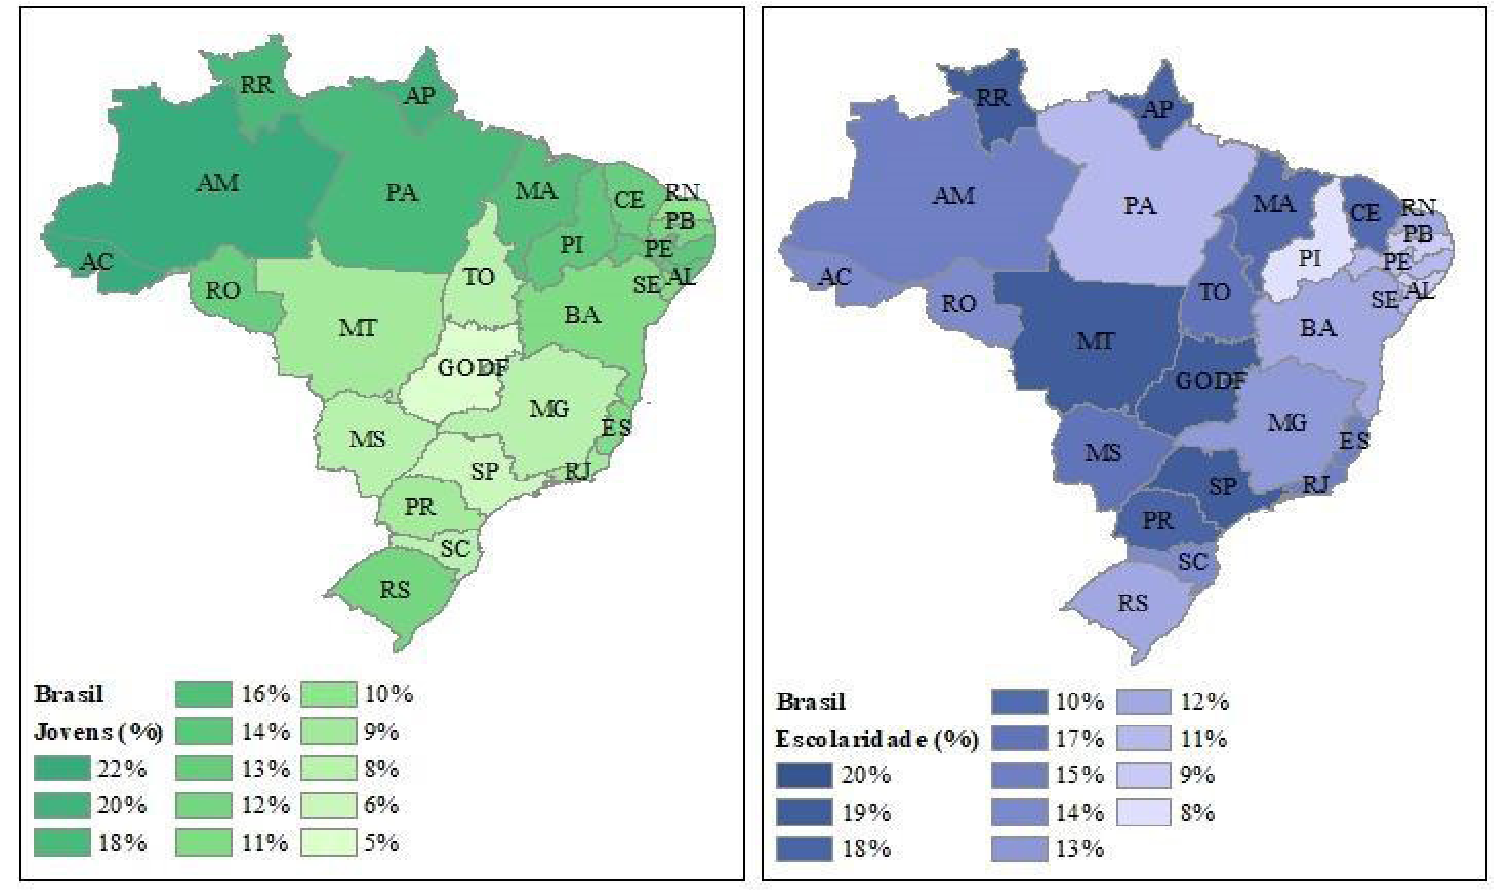 RR
AP
AM
PA
MA
CE
RN
PB
PI
PE
AC
TO
SE
AL
RO
BA
MT
GO
DF
MG
MS
ES
SP
RJ
PR
SC
RS
Brasil
Jovens (%)
22%
20%
18%
16%
14%
13%
12%
11%
10%
9%
8%
6%
5%
RR
AP
AM
PA
MA
CE
RN
PB
PI
PE
AC
TO
SE
AL
RO
BA
MT
GO
DF
MG
MS
ES
SP
RJ
PR
SC
RS
Brasil
Escolaridade (%)
20%
19%
18%
10%
17%
15%
14%
13%
12%
11%
9%
8%